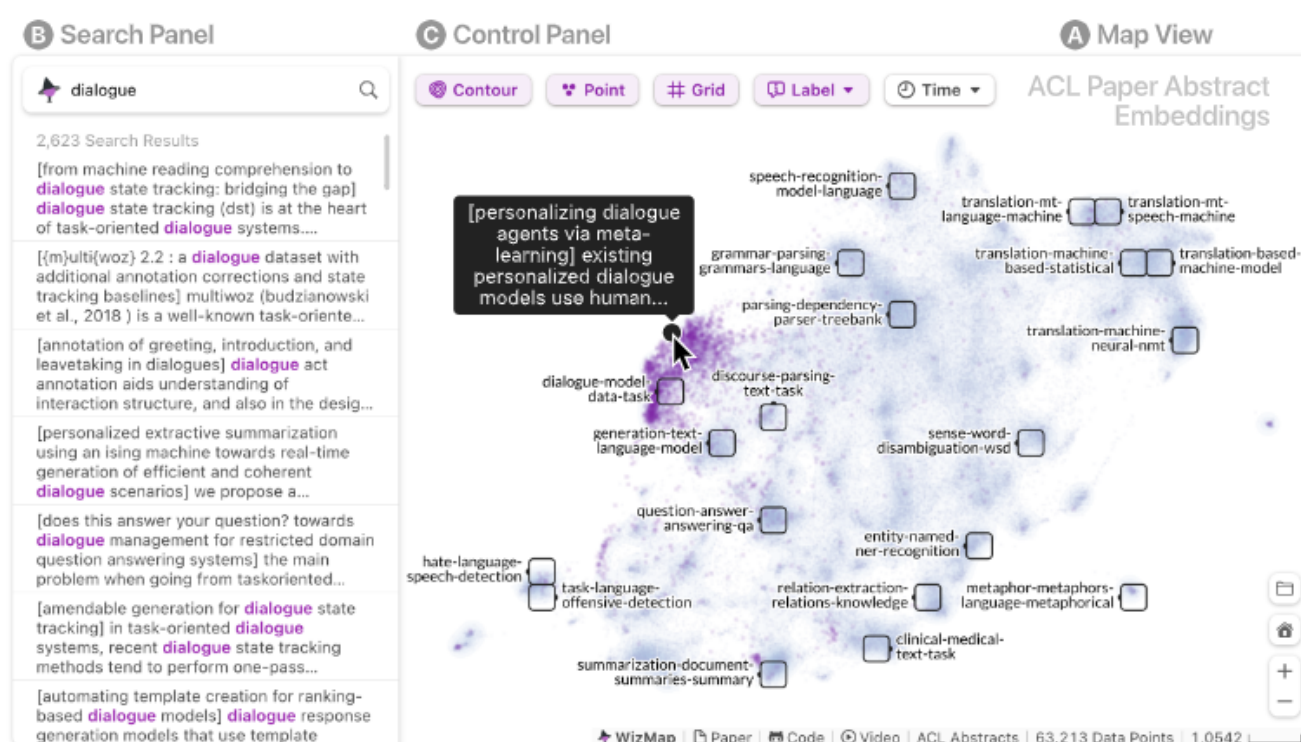 B Search Panel
C Control Panel
A Map View
dialogue
Contour
Point
Grid
Label
Time
ACL Paper Abstract
Embeddings
2,623 Search Results
[from machine reading comprehension to
dialogue state tracking: bridging the gap]
dialogue state tracking (dst) is at the heart
of task-oriented dialogue systems....
[{m}ulti{woz} 2.2 : a dialogue dataset with
additional annotation corrections and state
tracking baselines] multiwoz (budzianowski
et al., 2018 ) is a well-known task-oriente...
[annotation of greeting, introduction, and
leavetaking in dialogues] dialogue act
annotation aids understanding of
interaction structure, and also in the desig...
[personalized extractive summarization
using an ising machine towards real-time
generation of efficient and coherent
dialogue scenarios] we propose a...
[does this answer your question? towards
dialogue management for restricted domain
question answering systems] the main
problem when going from taskoriented...
[amendable generation for dialogue state
tracking] in task-oriented dialogue
systems, recent dialogue state tracking
methods tend to perform one-pass...
[automating template creation for ranking-
based dialogue models] dialogue response
generation models that use template
[personalizing dialogue
agents via meta-
learning] existing
personalized dialogue
models use human...
speech-recognition-
model-language
translation-mt-
language-machine
translation-mt-
speech-machine
grammar-parsing-
grammars-language
translation-machine-
based-statistical
translation-based-
machine-model
parsing-dependency-
parser-treebank
translation-machine-
neural-nmt
dialogue-model-
data-task
discourse-parsing-
text-task
generation-text-
language-model
sense-word-
disambiguation-wsd
question-answer-
answering-qa
entity-named-
ner-recognition
hate-language-
speech-detection
task-language-
offensive-detection
relation-extraction-
relations-knowledge
metaphor-metaphors-
language-metaphorical
clinical-medical-
text-task
summarization-document-
summaries-summary
WizMap | Paper | Code | Video | ACL Abstracts | 63,213 Data Points | 1.0542